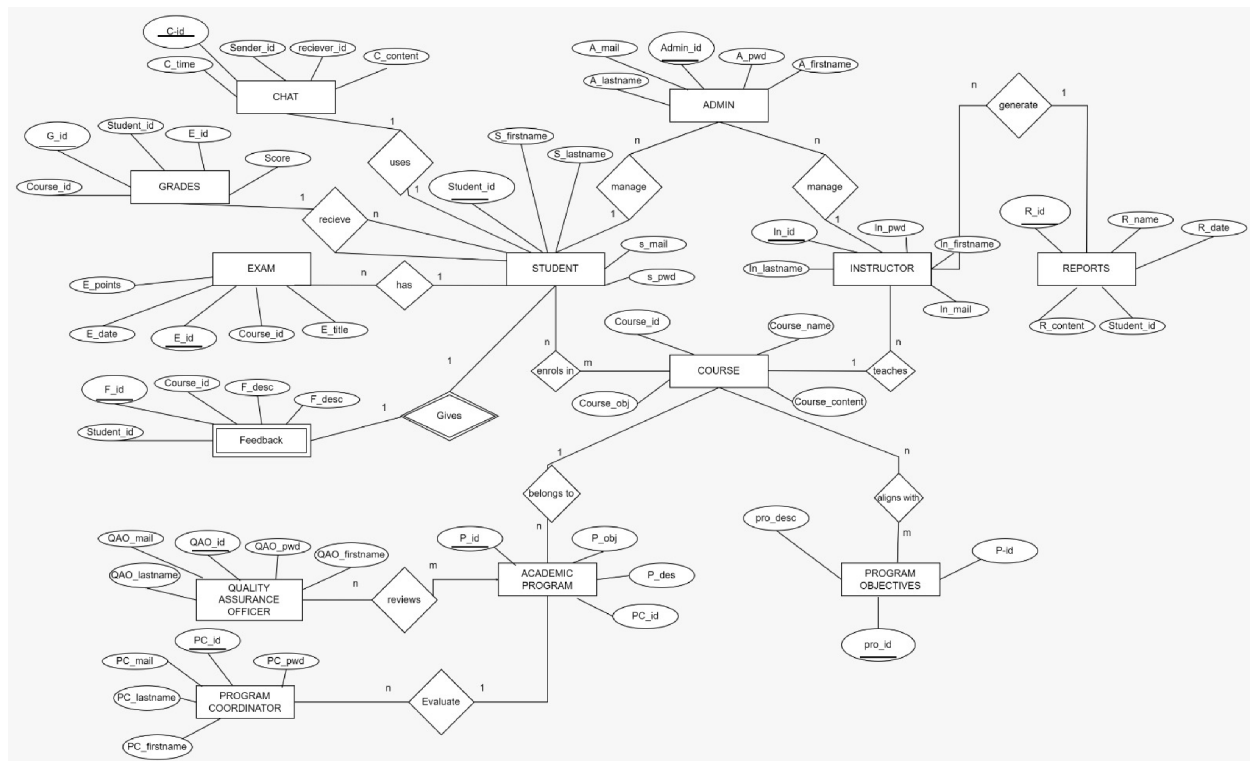 C-id
Sender_id
reciever_id
C_time
C_content
CHAT
A_mail
Admin_id
A_pwd
A_firstname
A_lastname
ADMIN
n
generate
1
G_id
Student_id
E_id
Score
Course_id
GRADES
1
uses
1
S_firstname
S_lastname
Student_id
n
manage
1
n
manage
1
1
recieve
n
s_mail
s_pwd
STUDENT
In_id
In_pwd
In_firstname
In_lastname
INSTRUCTOR
In_mail
R_id
R_name
R_date
REPORTS
R_content
Student_id
EXAM
E_points
E_date
E_id
Course_id
E_title
n
has
1
n
enrols in
m
Course_id
Course_name
COURSE
Course_obj
Course_content
1
teaches
n
F_id
Course_id
F_desc
F_desc
Student_id
Feedback
1
Gives
1
1
belongs to
n
n
aligns with
m
QAO_mail
QAO_id
QAO_pwd
QAO_firstname
QAO_lastname
QUALITY
ASSURANCE
OFFICER
n
reviews
m
P_id
P_obj
P_des
PC_id
ACADEMIC
PROGRAM
pro_desc
P-id
PROGRAM
OBJECTIVES
pro_id
PC_id
PC_mail
PC_pwd
PC_lastname
PC_firstname
PROGRAM
COORDINATOR
n
Evaluate
1